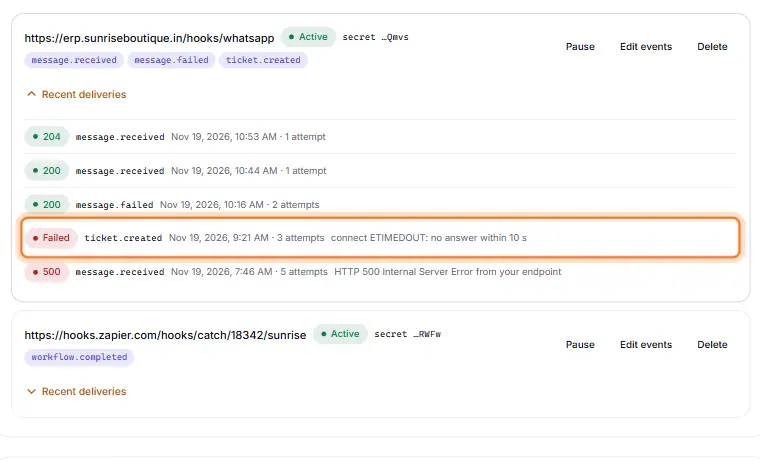 https://erp.sunriseboutique.in/hooks/whatsapp Active secret …Qmvs
Pause Edit events Delete
message.received message.failed ticket.created
Recent deliveries
204 message.received Nov 19, 2026, 10:53 AM · 1 attempt
200 message.received Nov 19, 2026, 10:44 AM · 1 attempt
200 message.failed Nov 19, 2026, 10:16 AM · 2 attempts
Failed ticket.created Nov 19, 2026, 9:21 AM · 3 attempts connect ETIMEDOUT: no answer within 10 s
500 message.received Nov 19, 2026, 7:46 AM · 5 attempts HTTP 500 Internal Server Error from your endpoint
https://hooks.zapier.com/hooks/catch/18342/sunrise Active secret …RWFw
Pause Edit events Delete
workflow.completed
Recent deliveries